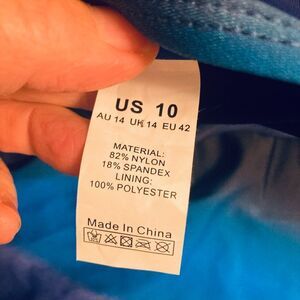 US 10
AU 14 UK 14 EU 42
MATERIAL:
82% NYLON
18% SPANDEX
LINING:
100% POLYESTER
Made In China